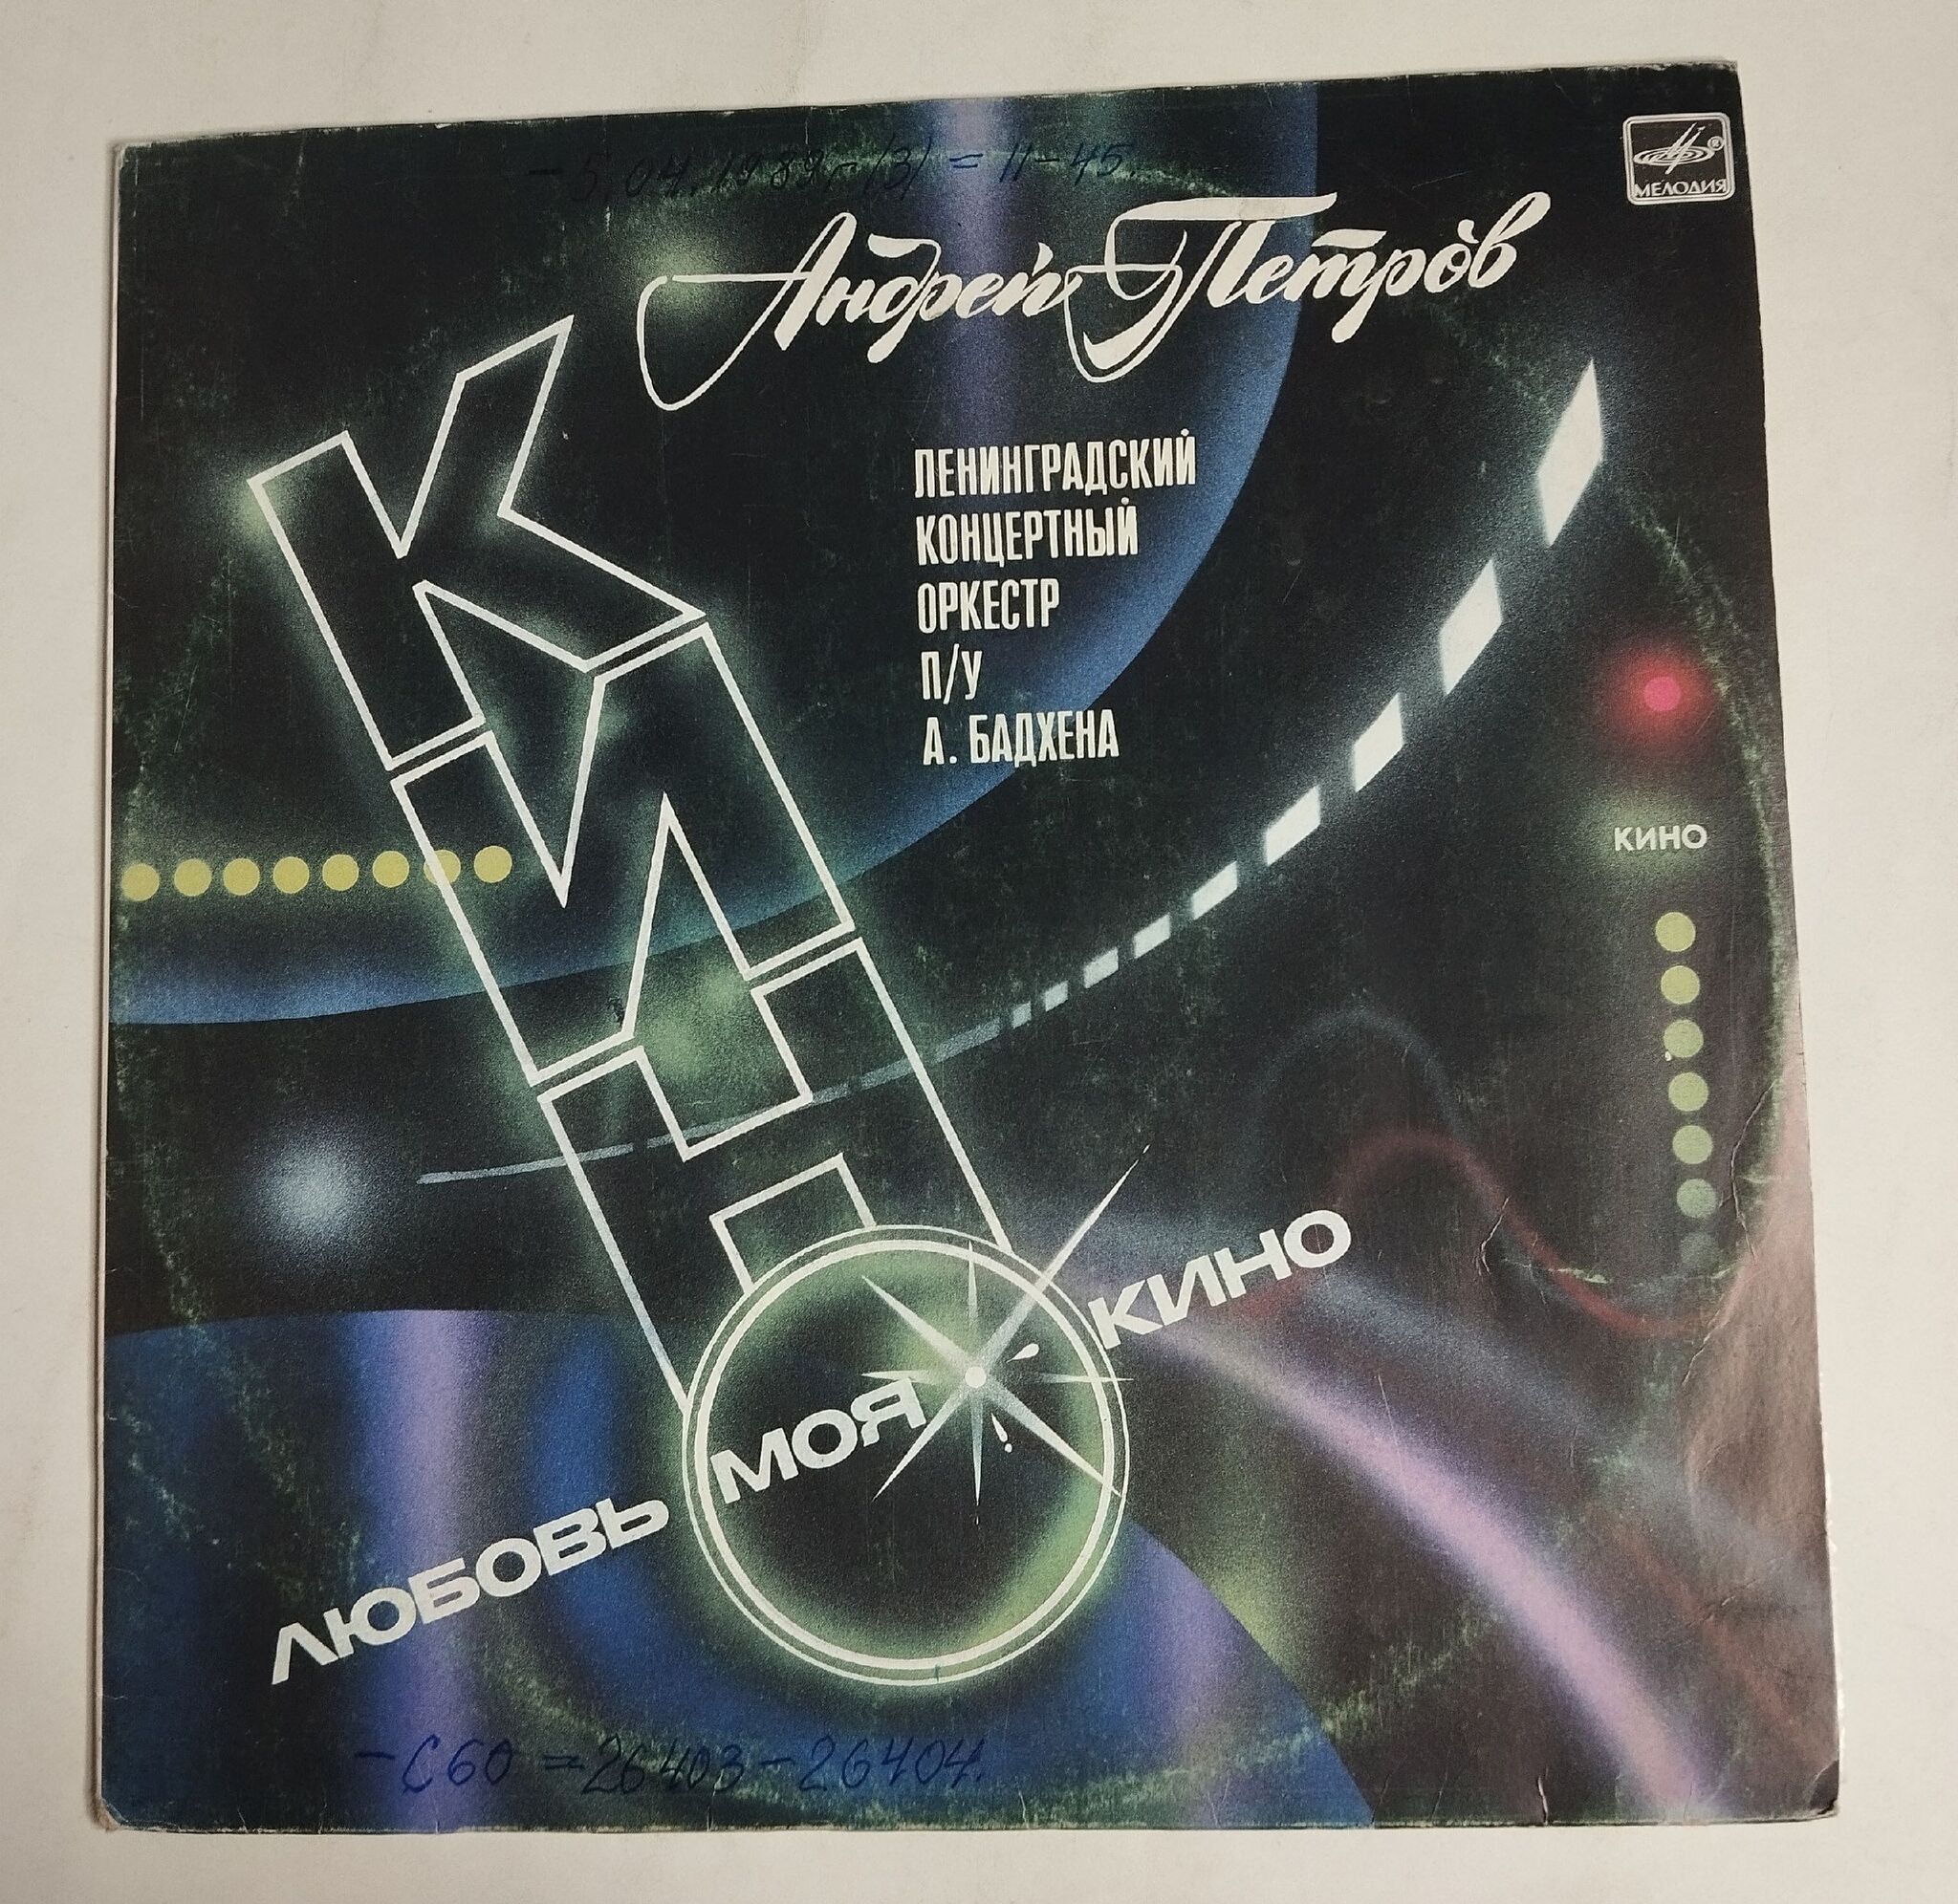 - 5.04.1989г. (3) = 11-45.
МЕЛОДИЯ
Андрей Петров
ЛЕНИНГРАДСКИЙ
КОНЦЕРТНЫЙ
ОРКЕСТР
П/У
А. БАДХЕНА
КИНО
КИНО
ЛЮБОВЬ МОЯ КИНО
- С60 = 26403 - 26404.